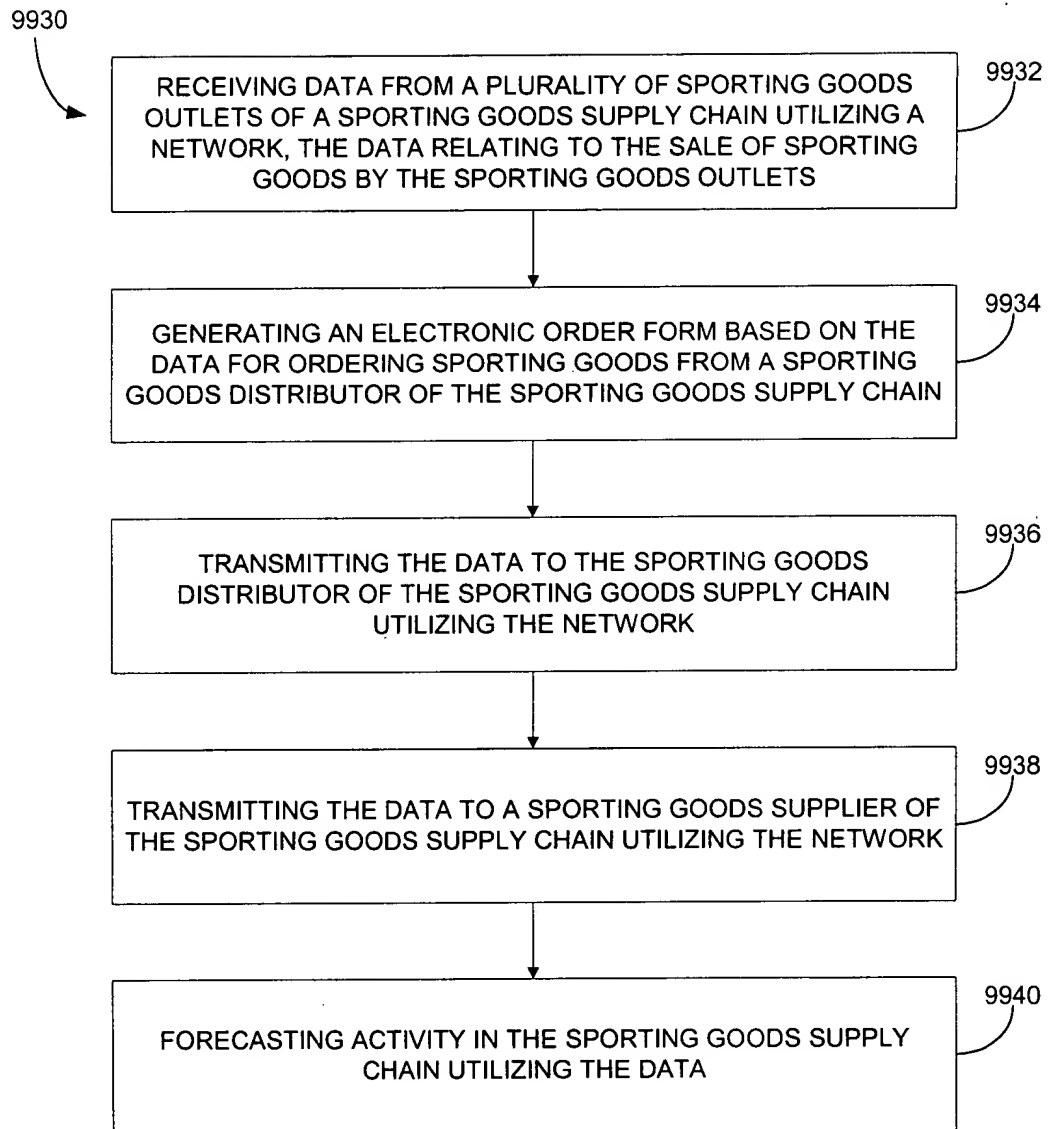 9930
RECEIVING DATA FROM A PLURALITY OF SPORTING GOODS
OUTLETS OF A SPORTING GOODS SUPPLY CHAIN UTILIZING A
NETWORK, THE DATA RELATING TO THE SALE OF SPORTING
GOODS BY THE SPORTING GOODS OUTLETS
9932
GENERATING AN ELECTRONIC ORDER FORM BASED ON THE
DATA FOR ORDERING SPORTING GOODS FROM A SPORTING
GOODS DISTRIBUTOR OF THE SPORTING GOODS SUPPLY CHAIN
9934
TRANSMITTING THE DATA TO THE SPORTING GOODS
DISTRIBUTOR OF THE SPORTING GOODS SUPPLY CHAIN
UTILIZING THE NETWORK
9936
TRANSMITTING THE DATA TO A SPORTING GOODS SUPPLIER OF
THE SPORTING GOODS SUPPLY CHAIN UTILIZING THE NETWORK
9938
FORECASTING ACTIVITY IN THE SPORTING GOODS SUPPLY
CHAIN UTILIZING THE DATA
9940